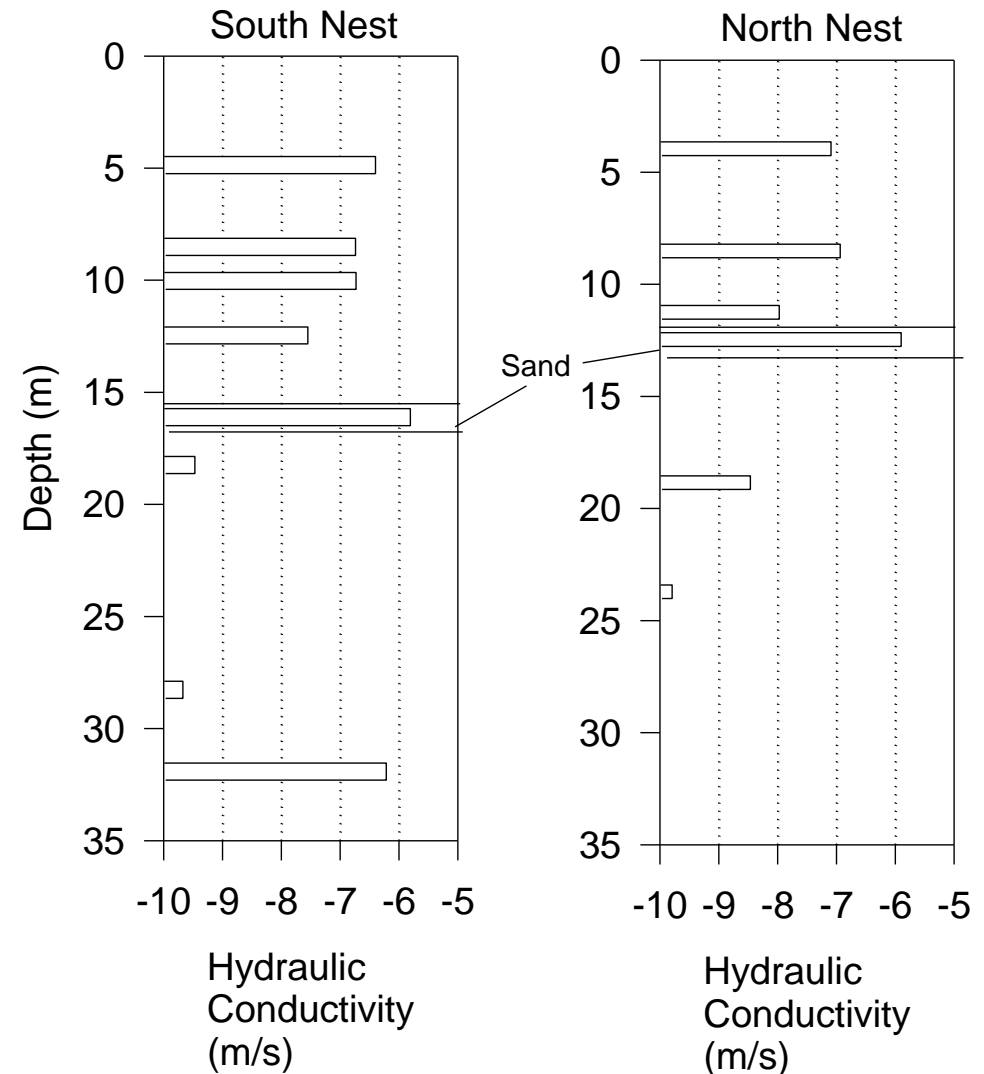 South Nest
0
5
10
15
20
25
30
35
Depth (m)
-10 -9 -8 -7 -6 -5
Hydraulic
Conductivity
(m/s)
Sand
North Nest
0
5
10
15
20
25
30
35
-10 -9 -8 -7 -6 -5
Hydraulic
Conductivity
(m/s)